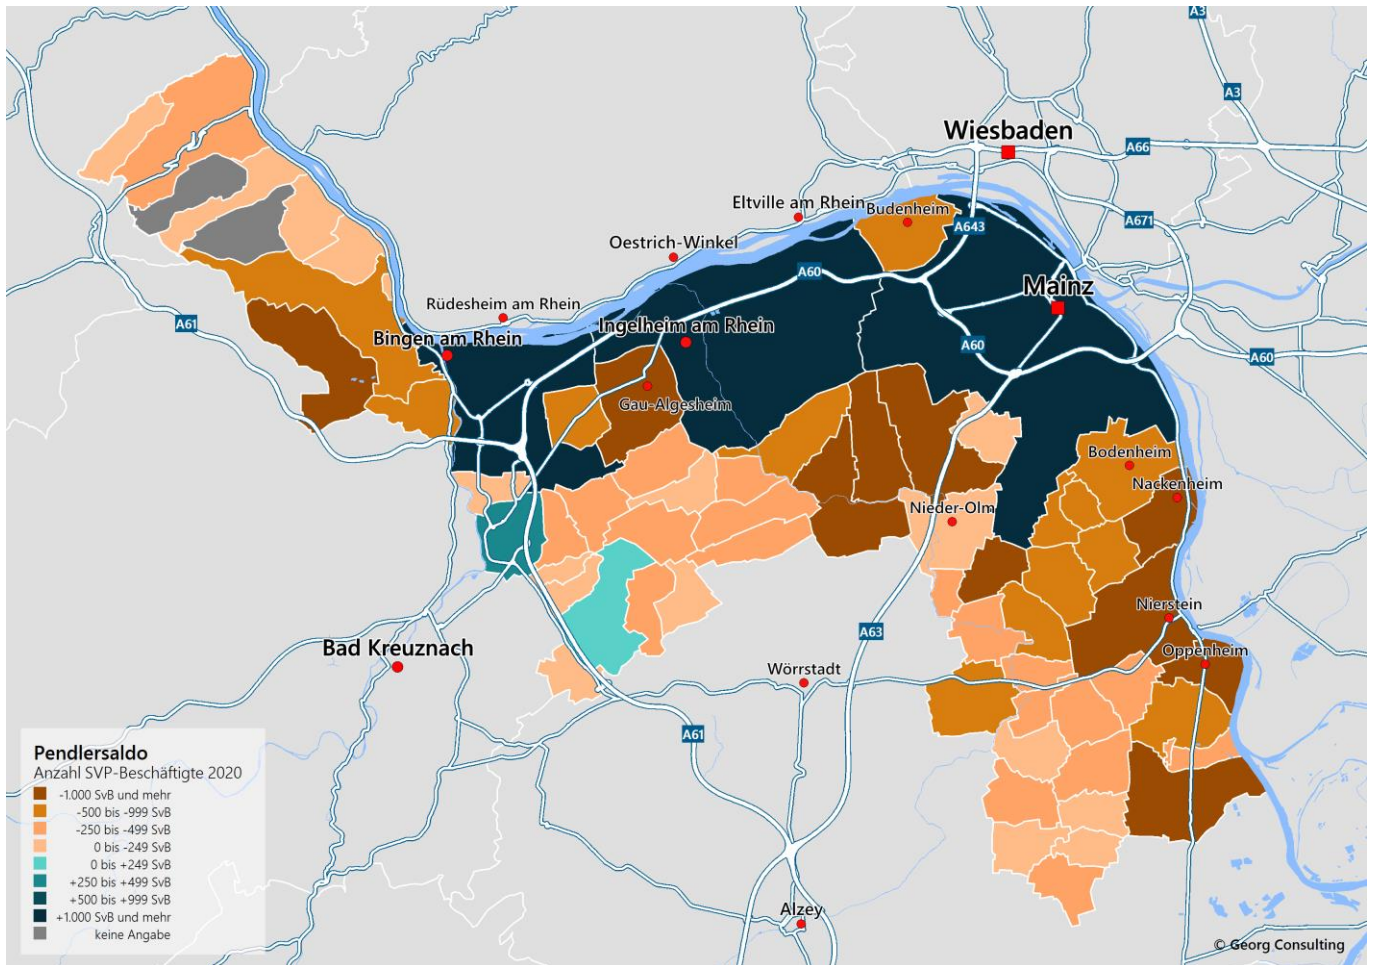 A3
A3
Wiesbaden
A66
Eltville am Rhein
Budenheim
A643
A671
Oestrich-Winkel
A60
Mainz
Rüdesheim am Rhein
A61
Bingen am Rhein
Ingelheim am Rhein
A60
A60
Gau-Algesheim
Bodenheim
Nackenheim
Nieder-Olm
Nierstein
A63
Bad Kreuznach
Oppenheim
Wörrstadt
A61
Pendlersaldo
Anzahl SVP-Beschäftigte 2020
-1.000 SvB und mehr
-500 bis -999 SvB
-250 bis -499 SvB
0 bis -249 SvB
0 bis +249 SvB
+250 bis +499 SvB
+500 bis +999 SvB
+1.000 SvB und mehr
keine Angabe
Alzey
© Georg Consulting